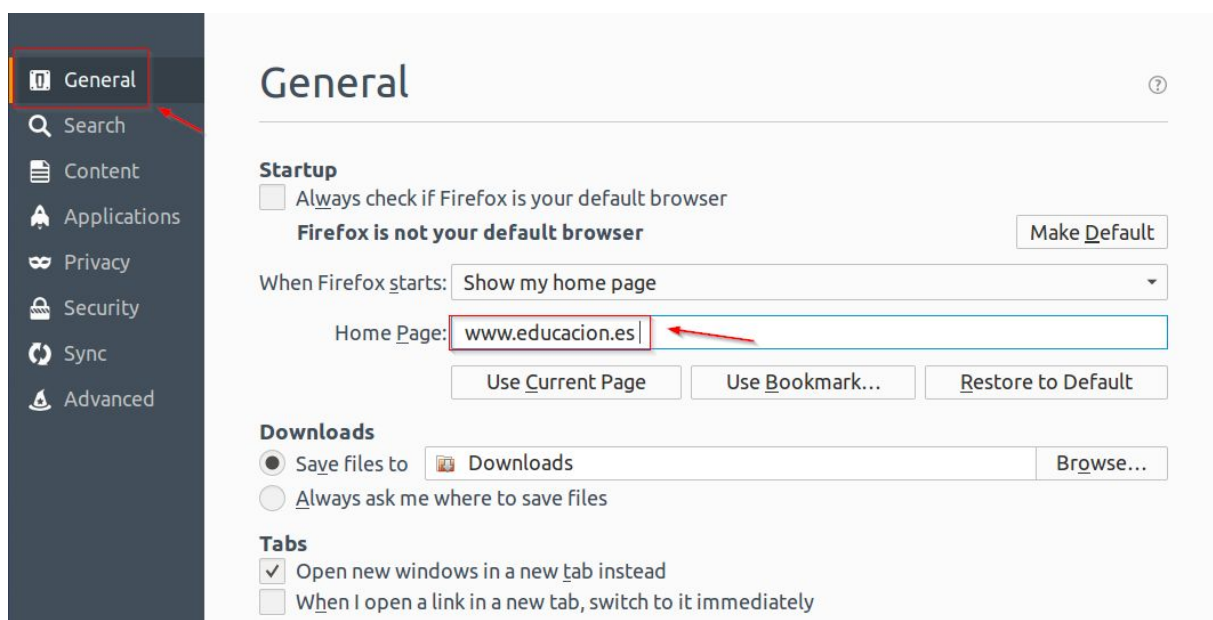 General
Search
Content
Applications
Privacy
Security
Sync
Advanced
General
?
Startup
Always check if Firefox is your default browser
Firefox is not your default browser
Make Default
When Firefox starts: Show my home page
Home Page: www.educacion.es
Use Current Page
Use Bookmark...
Restore to Default
Downloads
Save files to Downloads Browse...
Always ask me where to save files
Tabs
Open new windows in a new tab instead
When I open a link in a new tab, switch to it immediately